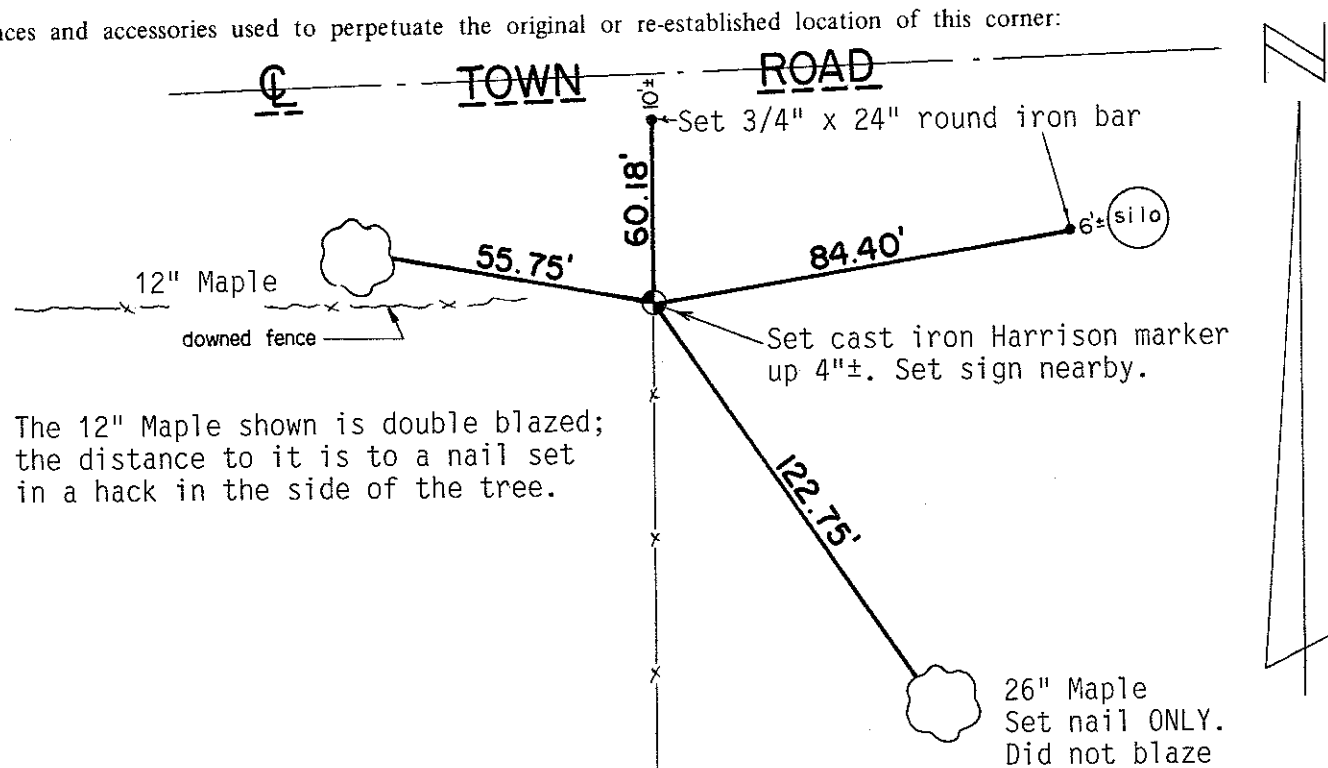 nces and accessories used to perpetuate the original or re-established location of this corner:
N
℄ TOWN ROAD
10'±
Set 3/4" x 24" round iron bar
60.18'
6'± silo
84.40'
55.75'
12" Maple
downed fence
Set cast iron Harrison marker
up 4"±. Set sign nearby.
The 12" Maple shown is double blazed;
the distance to it is to a nail set
in a hack in the side of the tree.
122.75'
26" Maple
Set nail ONLY.
Did not blaze